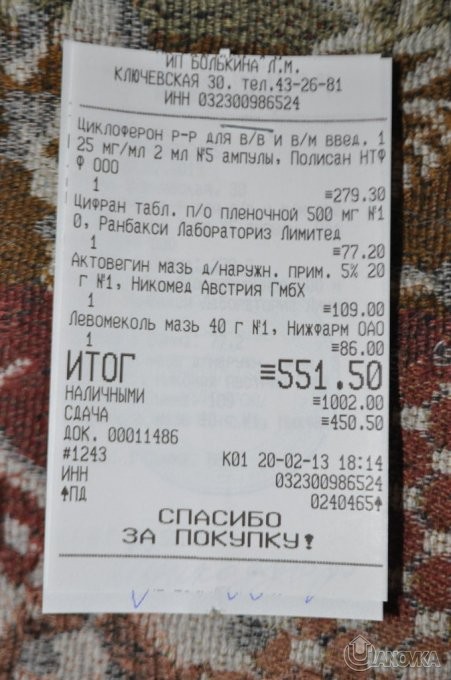 ИП БОЛЬКИНА Л.М.
КЛЮЧЕВСКАЯ 30. тел.43-26-81
ИНН 032300986524
Циклоферон Р-Р для в/в и в/м введ. 1
25 мг/мл 2 мл №5 ампулы, Полисан НТФ
Ф ООО
1
≡279.30
Цифран табл. п/о пленочной 500 мг №1
0, Ранбакси Лабораториз Лимитед
1
≡77.20
Актовегин мазь д/наружн. прим. 5% 20
г №1, Никомед Австрия ГмбХ
1
≡109.00
Левомеколь мазь 40 г №1, Нижфарм ОАО
1
≡86.00
ИТОГ ≡551.50
НАЛИЧНЫМИ ≡1002.00
СДАЧА ≡450.50
ДОК. 00011486
#1243 К01 20-02-13 18:14
ИНН 032300986524
↑ПД 0240465↑
СПАСИБО
ЗА ПОКУПКУ!
ULANOVKA